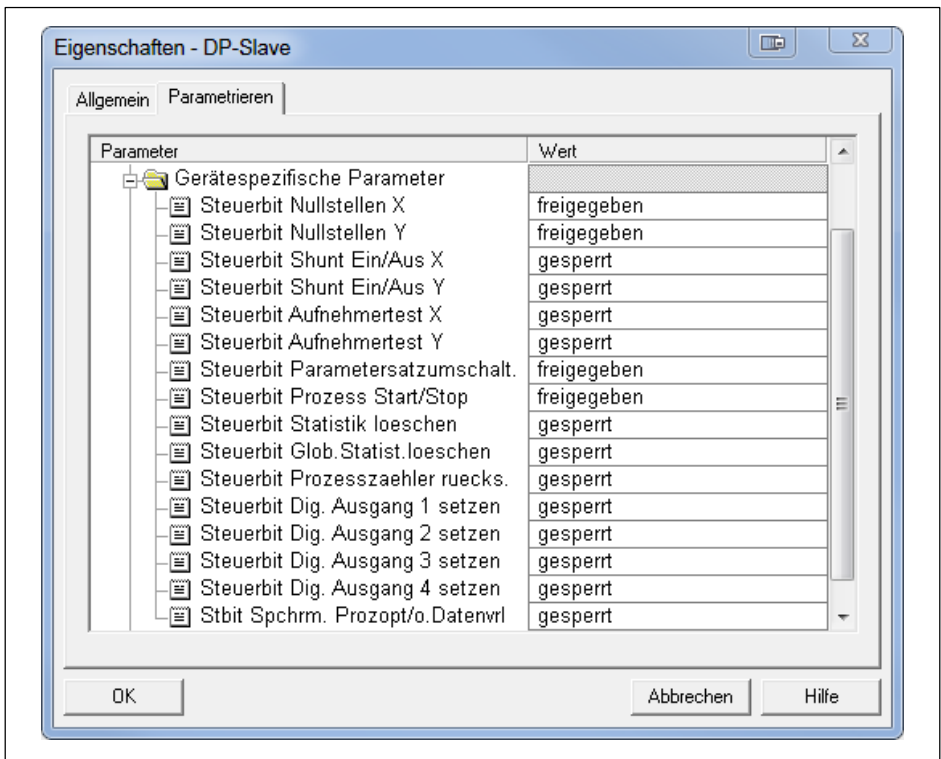 Eigenschaften - DP-Slave
Allgemein Parametrieren
Parameter Wert
Gerätespezifische Parameter
Steuerbit Nullstellen X freigegeben
Steuerbit Nullstellen Y freigegeben
Steuerbit Shunt Ein/Aus X gesperrt
Steuerbit Shunt Ein/Aus Y gesperrt
Steuerbit Aufnehmertest X gesperrt
Steuerbit Aufnehmertest Y gesperrt
Steuerbit Parametersatzumschalt. freigegeben
Steuerbit Prozess Start/Stop freigegeben
Steuerbit Statistik loeschen gesperrt
Steuerbit Glob.Statist.loeschen gesperrt
Steuerbit Prozesszaehler ruecks. gesperrt
Steuerbit Dig. Ausgang 1 setzen gesperrt
Steuerbit Dig. Ausgang 2 setzen gesperrt
Steuerbit Dig. Ausgang 3 setzen gesperrt
Steuerbit Dig. Ausgang 4 setzen gesperrt
Stbit Spchrm. Prozopt/o.Datenvrl gesperrt
OK Abbrechen Hilfe